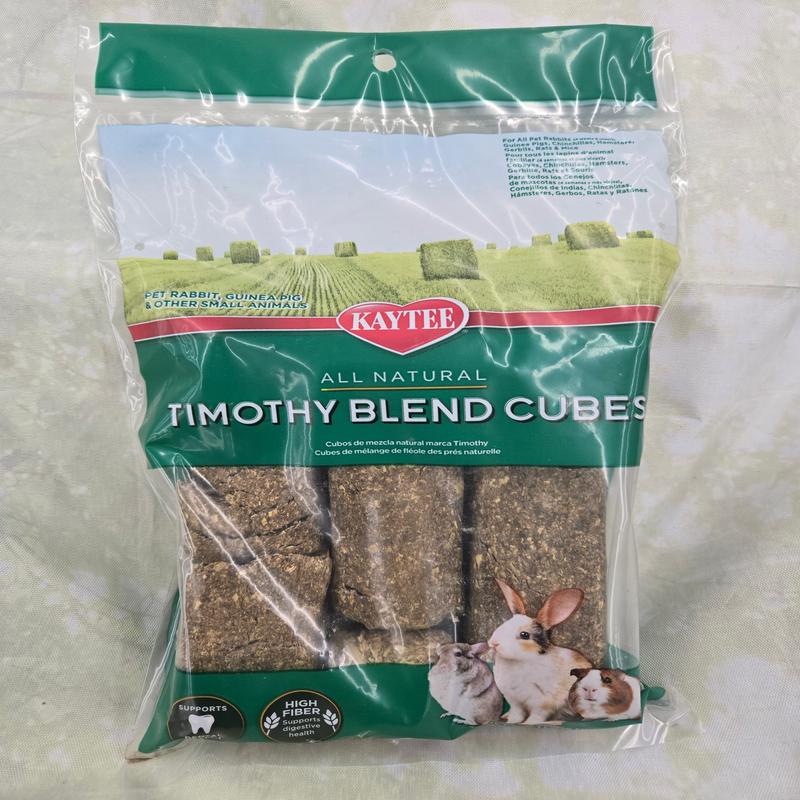 For All Pet Rabbits
Guinea Pigs, Chinchillas, Hamsters,
Gerbils, Rats & Mice
Pour tous les lapins d'animal
familier
Cobayes, Chinchillas, Hamsters,
Gerbille, Rats et Souris
Para todos los Conejos
de mascotas
Conejillos de Indias, Chinchillas,
Hámsteres, Gerbos, Ratas y Ratones
PET RABBIT, GUINEA PIG
& OTHER SMALL ANIMALS
KAYTEE
ALL NATURAL
TIMOTHY BLEND CUBES
Cubos de mezcla natural marca Timothy
Cubes de mélange de fléole des prés naturelle
SUPPORTS
HIGH
FIBER
Supports
digestive
health